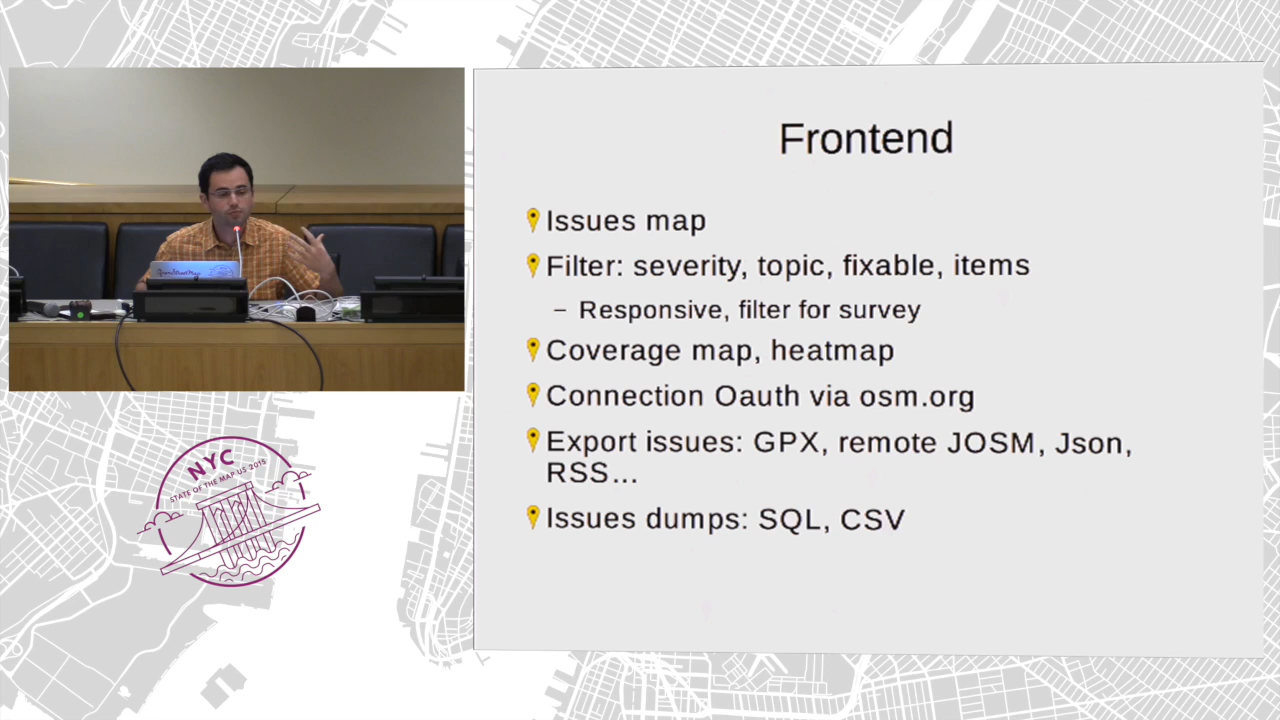 Frontend
Issues map
Filter: severity, topic, fixable, items
– Responsive, filter for survey
Coverage map, heatmap
Connection Oauth via osm.org
Export issues: GPX, remote JOSM, Json,
RSS...
Issues dumps: SQL, CSV
OpenStreetMap
NYC
STATE OF THE MAP US 2015